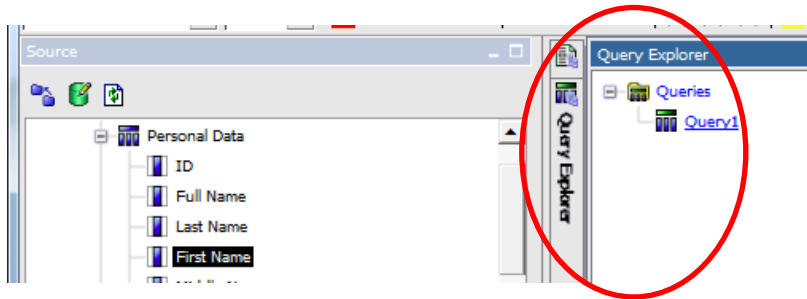 Source
Personal Data
ID
Full Name
Last Name
First Name
Query Explorer
Query Explorer
Queries
Query1